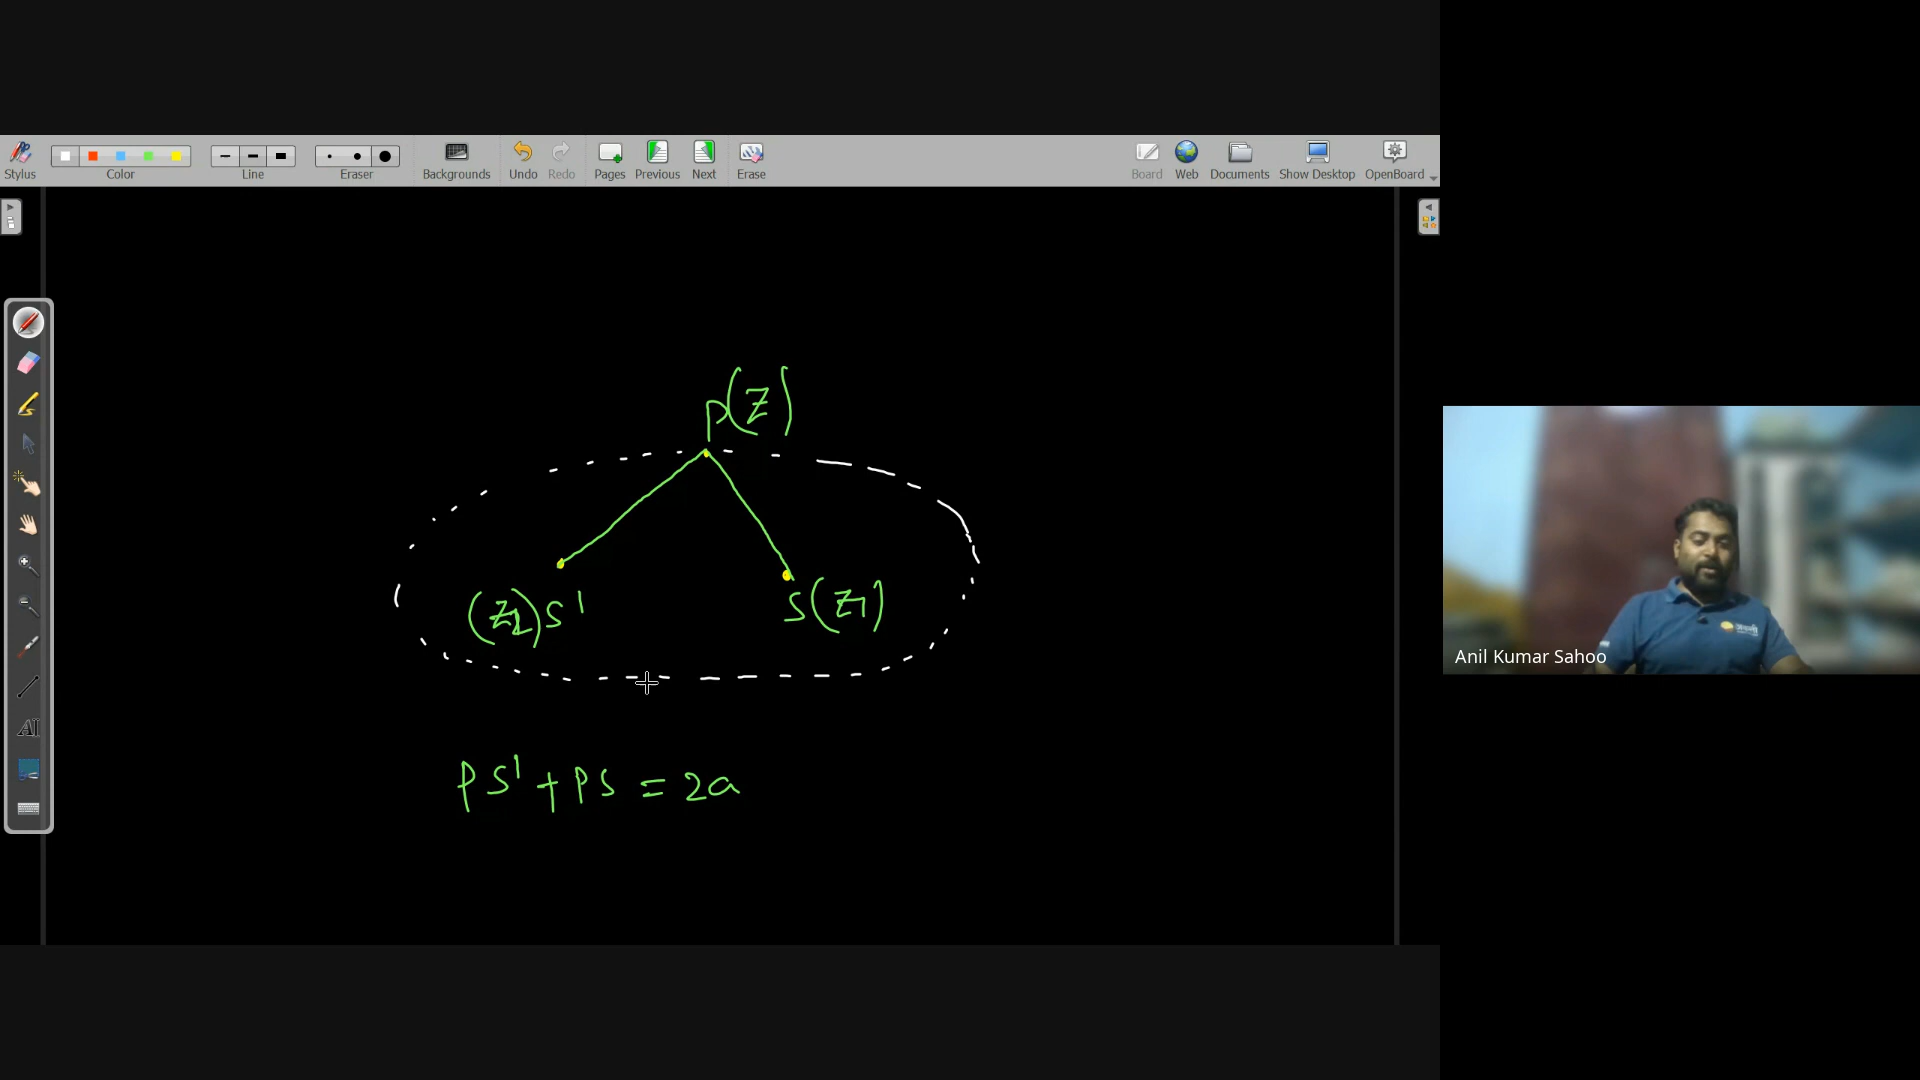 Stylus Color Line Eraser Backgrounds Undo Redo Pages Previous Next Erase Board Web Documents Show Desktop OpenBoard
P(Z)
(Z2)S' S(Z1)
PS' + PS = 2a
AI
Anil Kumar Sahoo